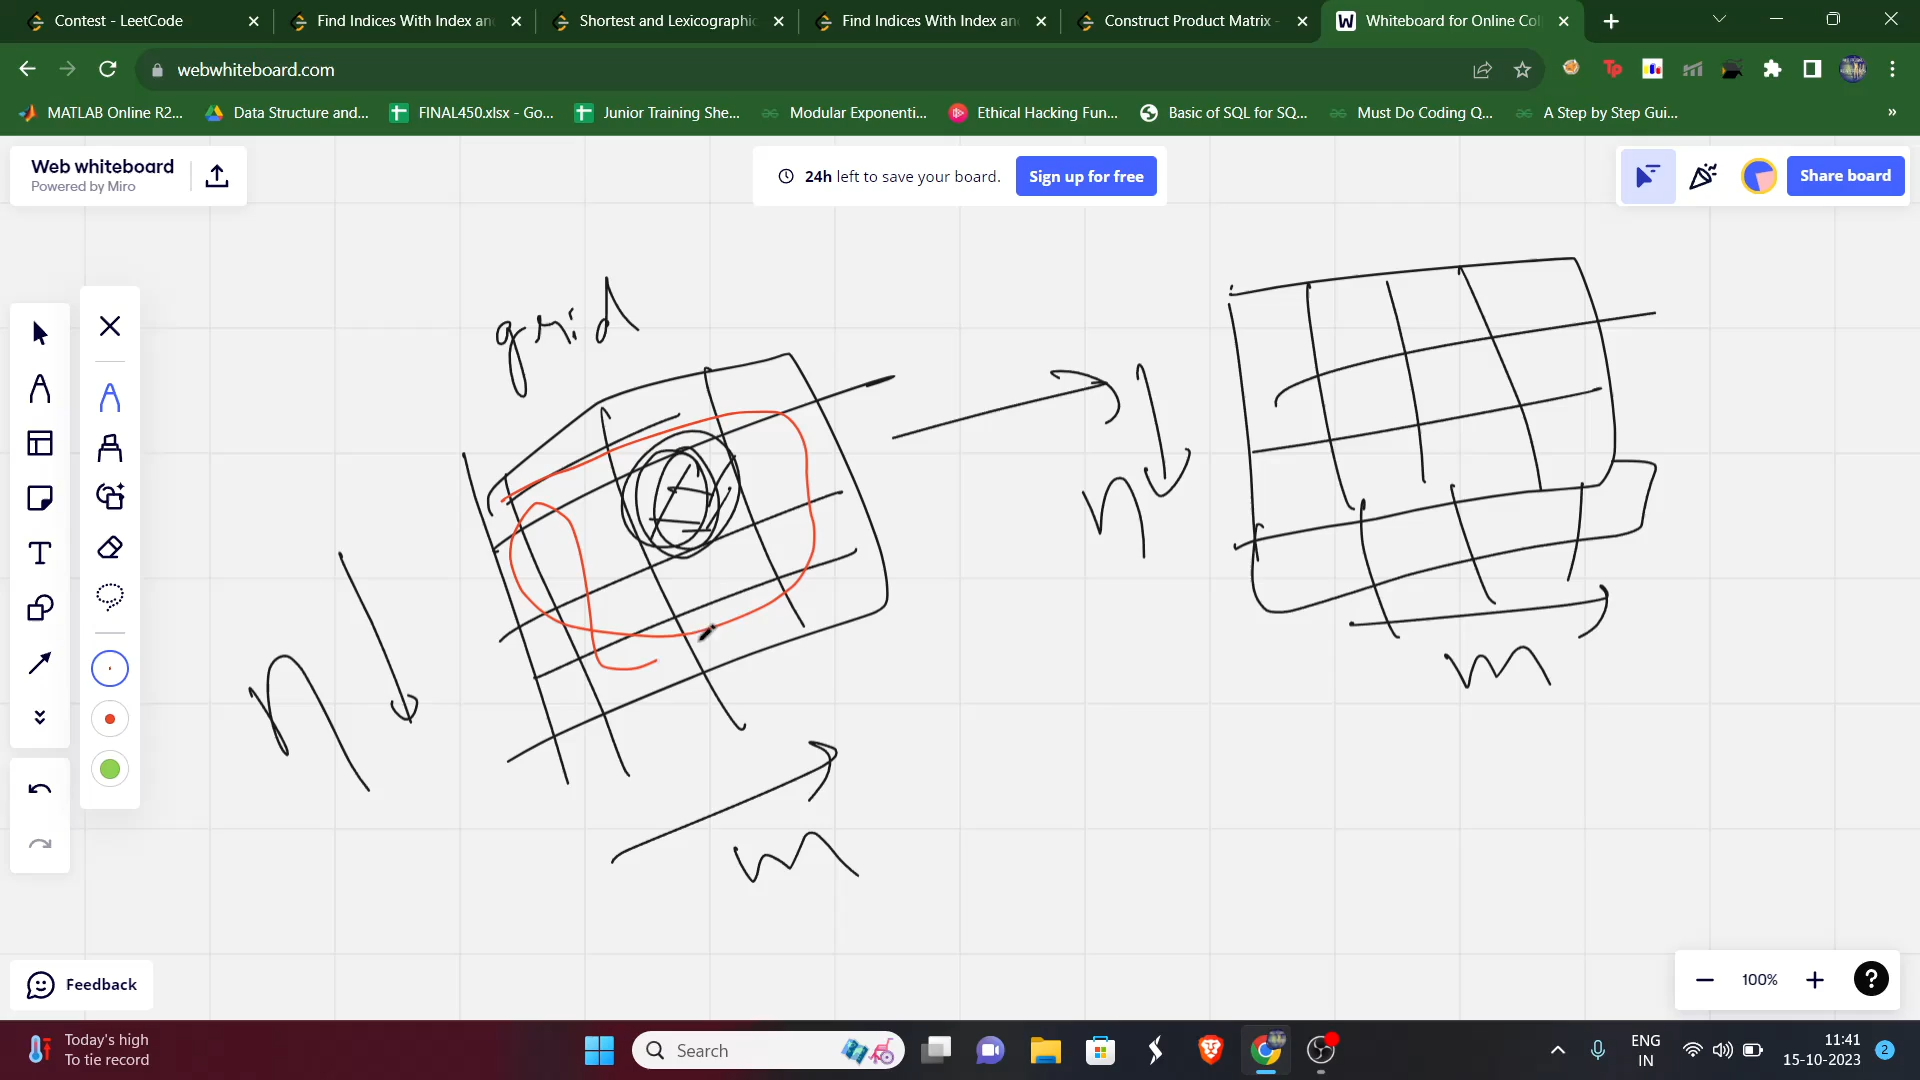 Contest - LeetCode
Find Indices With Index an
Shortest and Lexicographic
Find Indices With Index an
Construct Product Matrix -
Whiteboard for Online Col
webwhiteboard.com
Tp
MATLAB Online R2...
Data Structure and...
FINAL450.xlsx - Go...
Junior Training She...
Modular Exponenti...
Ethical Hacking Fun...
Basic of SQL for SQ...
Must Do Coding Q...
A Step by Step Gui...
»
Web whiteboard
Powered by Miro
24h left to save your board.
Sign up for free
Share board
grid
n
m
n
m
Feedback
100%
Today's high
To tie record
Search
ENG
IN
11:41
15-10-2023
2